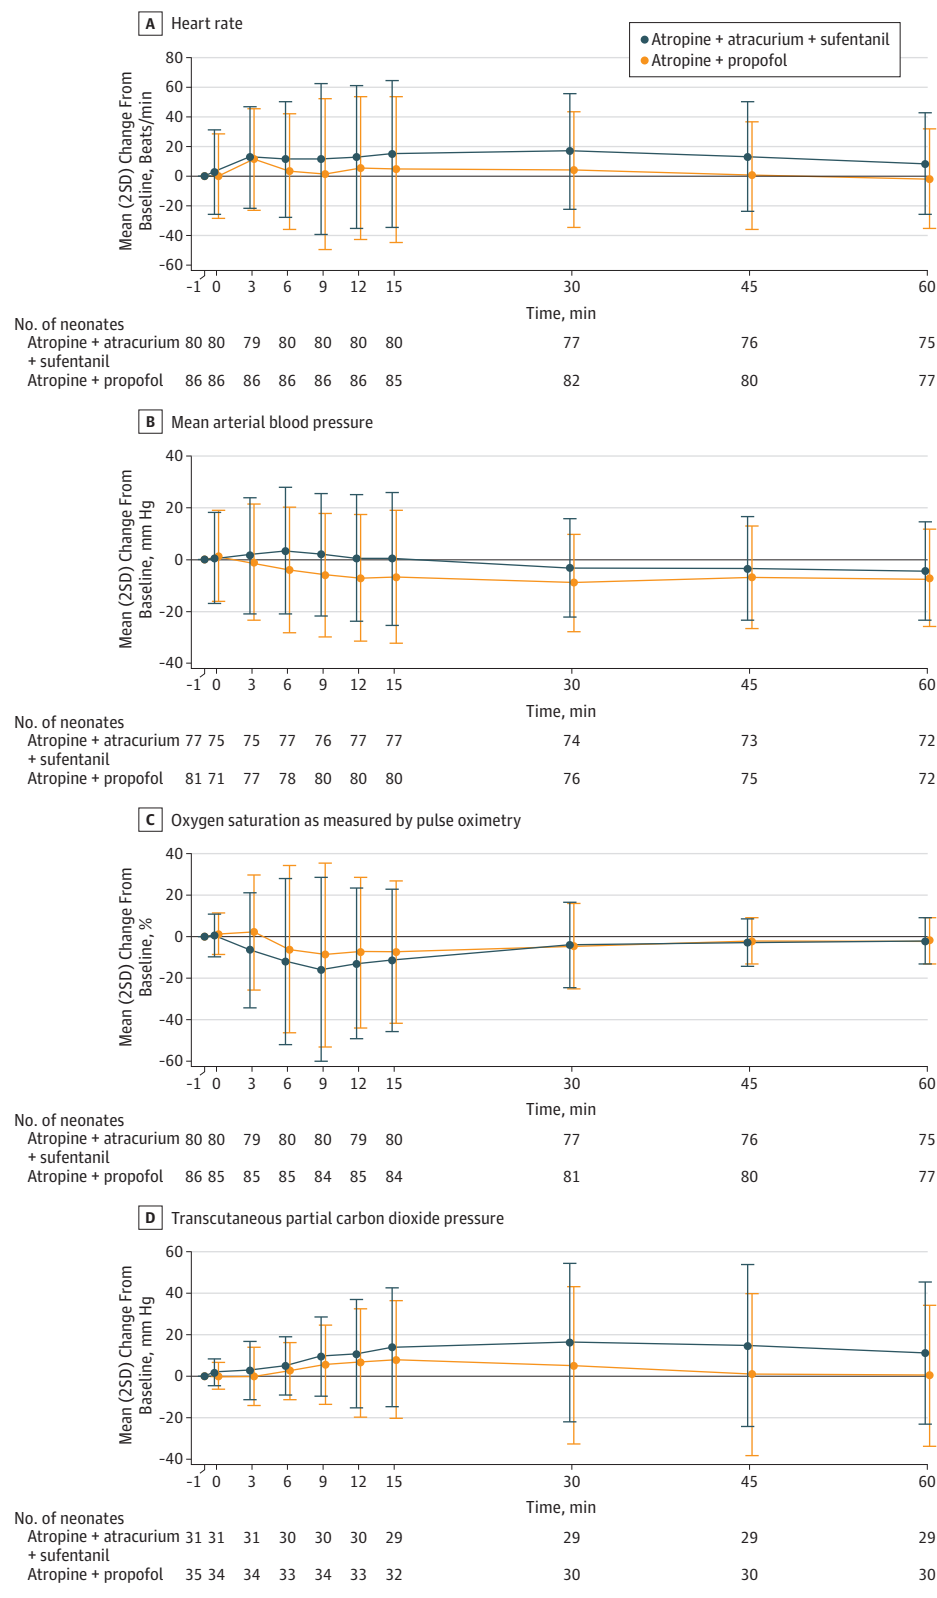 A Heart rate
Atropine + atracurium + sufentanil
Atropine + propofol
Mean (2SD) Change From
Baseline, Beats/min
80
60
40
20
0
-20
-40
-60
-1 0 3 6 9 12 15 30 45 60
Time, min
No. of neonates
Atropine + atracurium 80 80 79 80 80 80 80 77 76 75
+ sufentanil
Atropine + propofol 86 86 86 86 86 86 85 82 80 77
B Mean arterial blood pressure
Mean (2SD) Change From
Baseline, mm Hg
40
20
0
-20
-40
-1 0 3 6 9 12 15 30 45 60
Time, min
No. of neonates
Atropine + atracurium 77 75 75 77 76 77 77 74 73 72
+ sufentanil
Atropine + propofol 81 71 77 78 80 80 80 76 75 72
C Oxygen saturation as measured by pulse oximetry
Mean (2SD) Change From
Baseline, %
40
20
0
-20
-40
-60
-1 0 3 6 9 12 15 30 45 60
Time, min
No. of neonates
Atropine + atracurium 80 80 79 80 80 79 80 77 76 75
+ sufentanil
Atropine + propofol 86 85 85 85 84 85 84 81 80 77
D Transcutaneous partial carbon dioxide pressure
Mean (2SD) Change From
Baseline, mm Hg
60
40
20
0
-20
-40
-1 0 3 6 9 12 15 30 45 60
Time, min
No. of neonates
Atropine + atracurium 31 31 31 30 30 30 29 29 29 29
+ sufentanil
Atropine + propofol 35 34 34 33 34 33 32 30 30 30